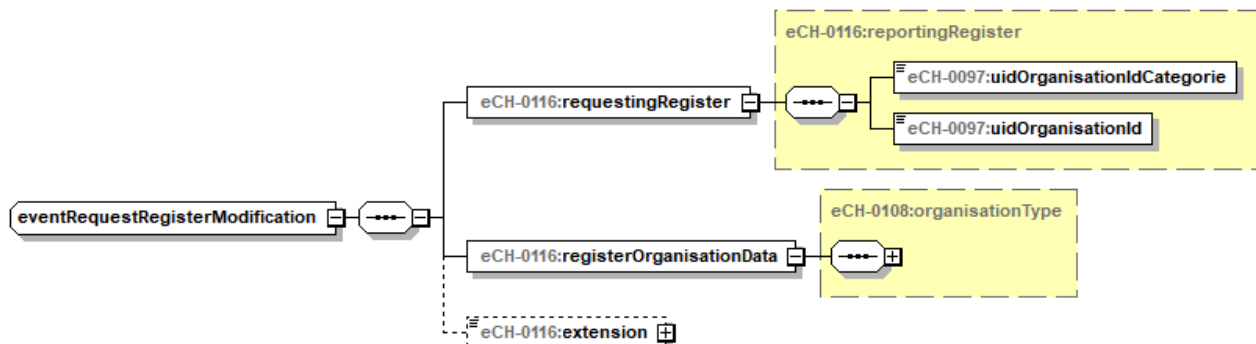 eCH-0116:reportingRegister
eCH-0097:uidOrganisationIdCategorie
eCH-0116:requestingRegister
eCH-0097:uidOrganisationId
eventRequestRegisterModification
eCH-0108:organisationType
eCH-0116:registerOrganisationData
eCH-0116:extension